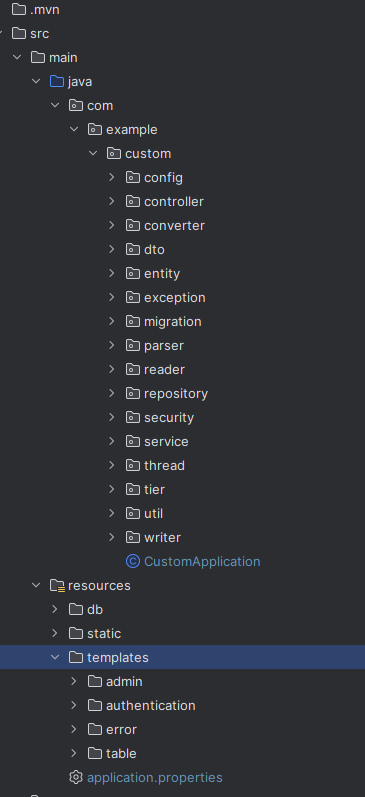 .mvn
src
main
java
com
example
custom
config
controller
converter
dto
entity
exception
migration
parser
reader
repository
security
service
thread
tier
util
writer
CustomApplication
resources
db
static
templates
admin
authentication
error
table
application.properties